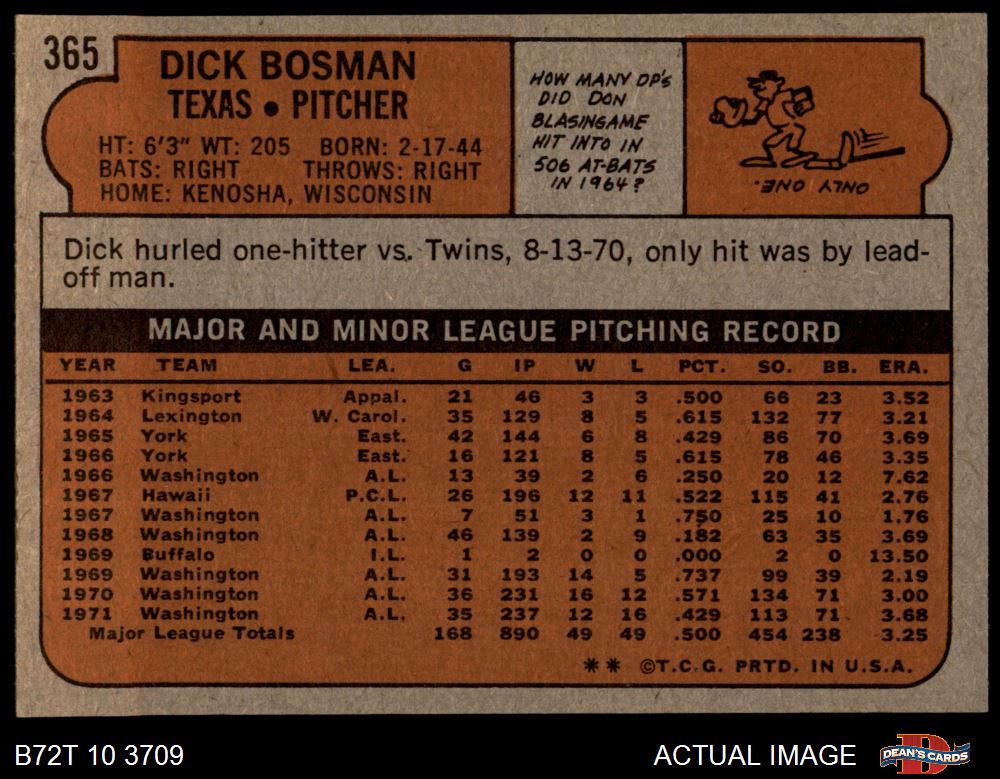 365
DICK BOSMAN
TEXAS • PITCHER
HT: 6'3" WT: 205 BORN: 2-17-44
BATS: RIGHT THROWS: RIGHT
HOME: KENOSHA, WISCONSIN
HOW MANY DP's
DID DON
BLASINGAME
HIT INTO IN
506 AT-BATS
IN 1964?
ONLY ONE.
Dick hurled one-hitter vs. Twins, 8-13-70, only hit was by lead-
off man.
MAJOR AND MINOR LEAGUE PITCHING RECORD
YEAR TEAM LEA. G IP W L PCT. SO. BB. ERA.
1963 Kingsport Appal. 21 46 3 3 .500 66 23 3.52
1964 Lexington W. Carol. 35 129 8 5 .615 132 77 3.21
1965 York East. 42 144 6 8 .429 86 70 3.69
1966 York East. 16 121 8 5 .615 78 46 3.35
1966 Washington A.L. 13 39 2 6 .250 20 12 7.62
1967 Hawaii P.C.L. 26 196 12 11 .522 115 41 2.76
1967 Washington A.L. 7 51 3 1 .750 25 10 1.76
1968 Washington A.L. 46 139 2 9 .182 63 35 3.69
1969 Buffalo I.L. 1 2 0 0 .000 2 0 13.50
1969 Washington A.L. 31 193 14 5 .737 99 39 2.19
1970 Washington A.L. 36 231 16 12 .571 134 71 3.00
1971 Washington A.L. 35 237 12 16 .429 113 71 3.68
Major League Totals 168 890 49 49 .500 454 238 3.25
** ©T.C.G. PRTD. IN U.S.A.
B72T 10 3709
ACTUAL IMAGE
DEAN'S CARDS